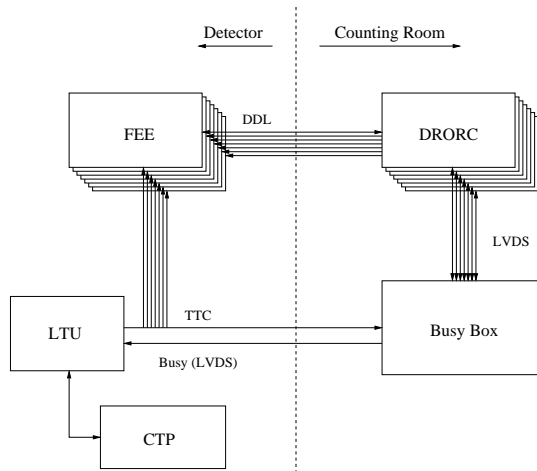 Detector
Counting Room
FEE
DDL
DRORC
LVDS
TTC
LTU
Busy Box
Busy (LVDS)
CTP